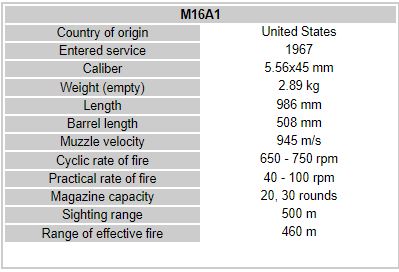 M16A1
Country of origin United States
Entered service 1967
Caliber 5.56x45 mm
Weight (empty) 2.89 kg
Length 986 mm
Barrel length 508 mm
Muzzle velocity 945 m/s
Cyclic rate of fire 650 - 750 rpm
Practical rate of fire 40 - 100 rpm
Magazine capacity 20, 30 rounds
Sighting range 500 m
Range of effective fire 460 m